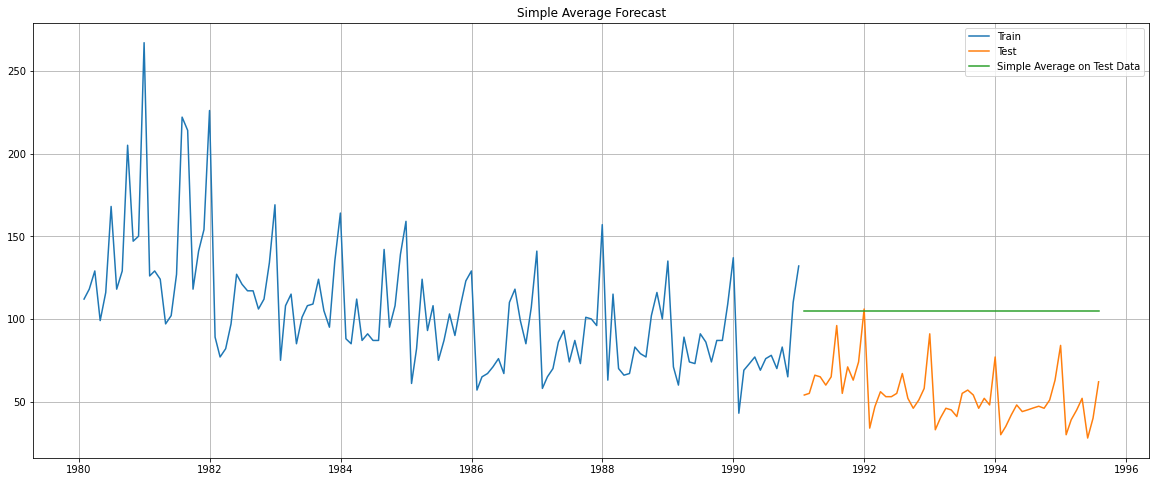 Simple Average Forecast
Train
Test
Simple Average on Test Data
250
200
150
100
50
1980 1982 1984 1986 1988 1990 1992 1994 1996